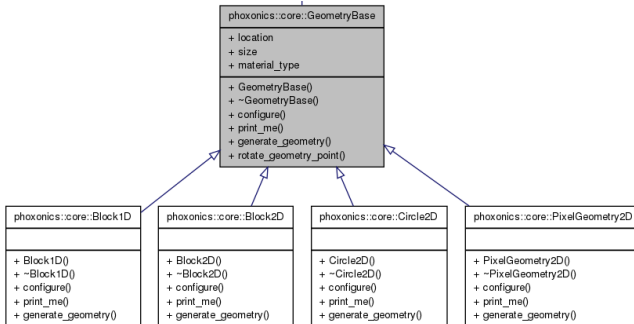 phoxonics::core::GeometryBase
+ location
+ size
+ material_type
+ GeometryBase()
+ ~GeometryBase()
+ configure()
+ print_me()
+ generate_geometry()
+ rotate_geometry_point()
phoxonics::core::Block1D
+ Block1D()
+ ~Block1D()
+ configure()
+ print_me()
+ generate_geometry()
phoxonics::core::Block2D
+ Block2D()
+ ~Block2D()
+ configure()
+ print_me()
+ generate_geometry()
phoxonics::core::Circle2D
+ Circle2D()
+ ~Circle2D()
+ configure()
+ print_me()
+ generate_geometry()
phoxonics::core::PixelGeometry2D
+ PixelGeometry2D()
+ ~PixelGeometry2D()
+ configure()
+ print_me()
+ generate_geometry()